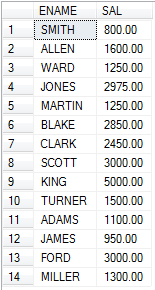 ENAME SAL
1 SMITH 800.00
2 ALLEN 1600.00
3 WARD 1250.00
4 JONES 2975.00
5 MARTIN 1250.00
6 BLAKE 2850.00
7 CLARK 2450.00
8 SCOTT 3000.00
9 KING 5000.00
10 TURNER 1500.00
11 ADAMS 1100.00
12 JAMES 950.00
13 FORD 3000.00
14 MILLER 1300.00